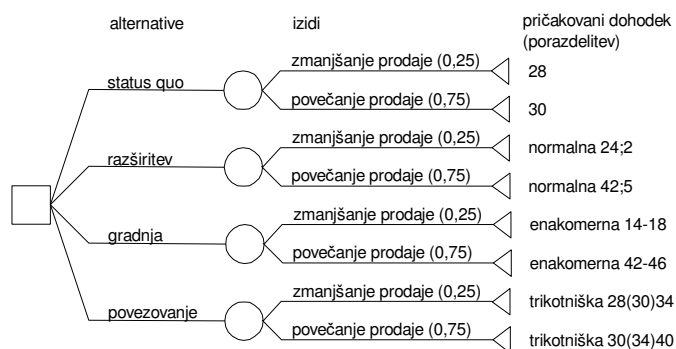 alternative
izidi
pričakovani dohodek
(porazdelitev)
status quo
zmanjšanje prodaje (0,25)
28
povečanje prodaje (0,75)
30
razširitev
zmanjšanje prodaje (0,25)
normalna 24;2
povečanje prodaje (0,75)
normalna 42;5
gradnja
zmanjšanje prodaje (0,25)
enakomerna 14-18
povečanje prodaje (0,75)
enakomerna 42-46
povezovanje
zmanjšanje prodaje (0,25)
trikotniška 28(30)34
povečanje prodaje (0,75)
trikotniška 30(34)40